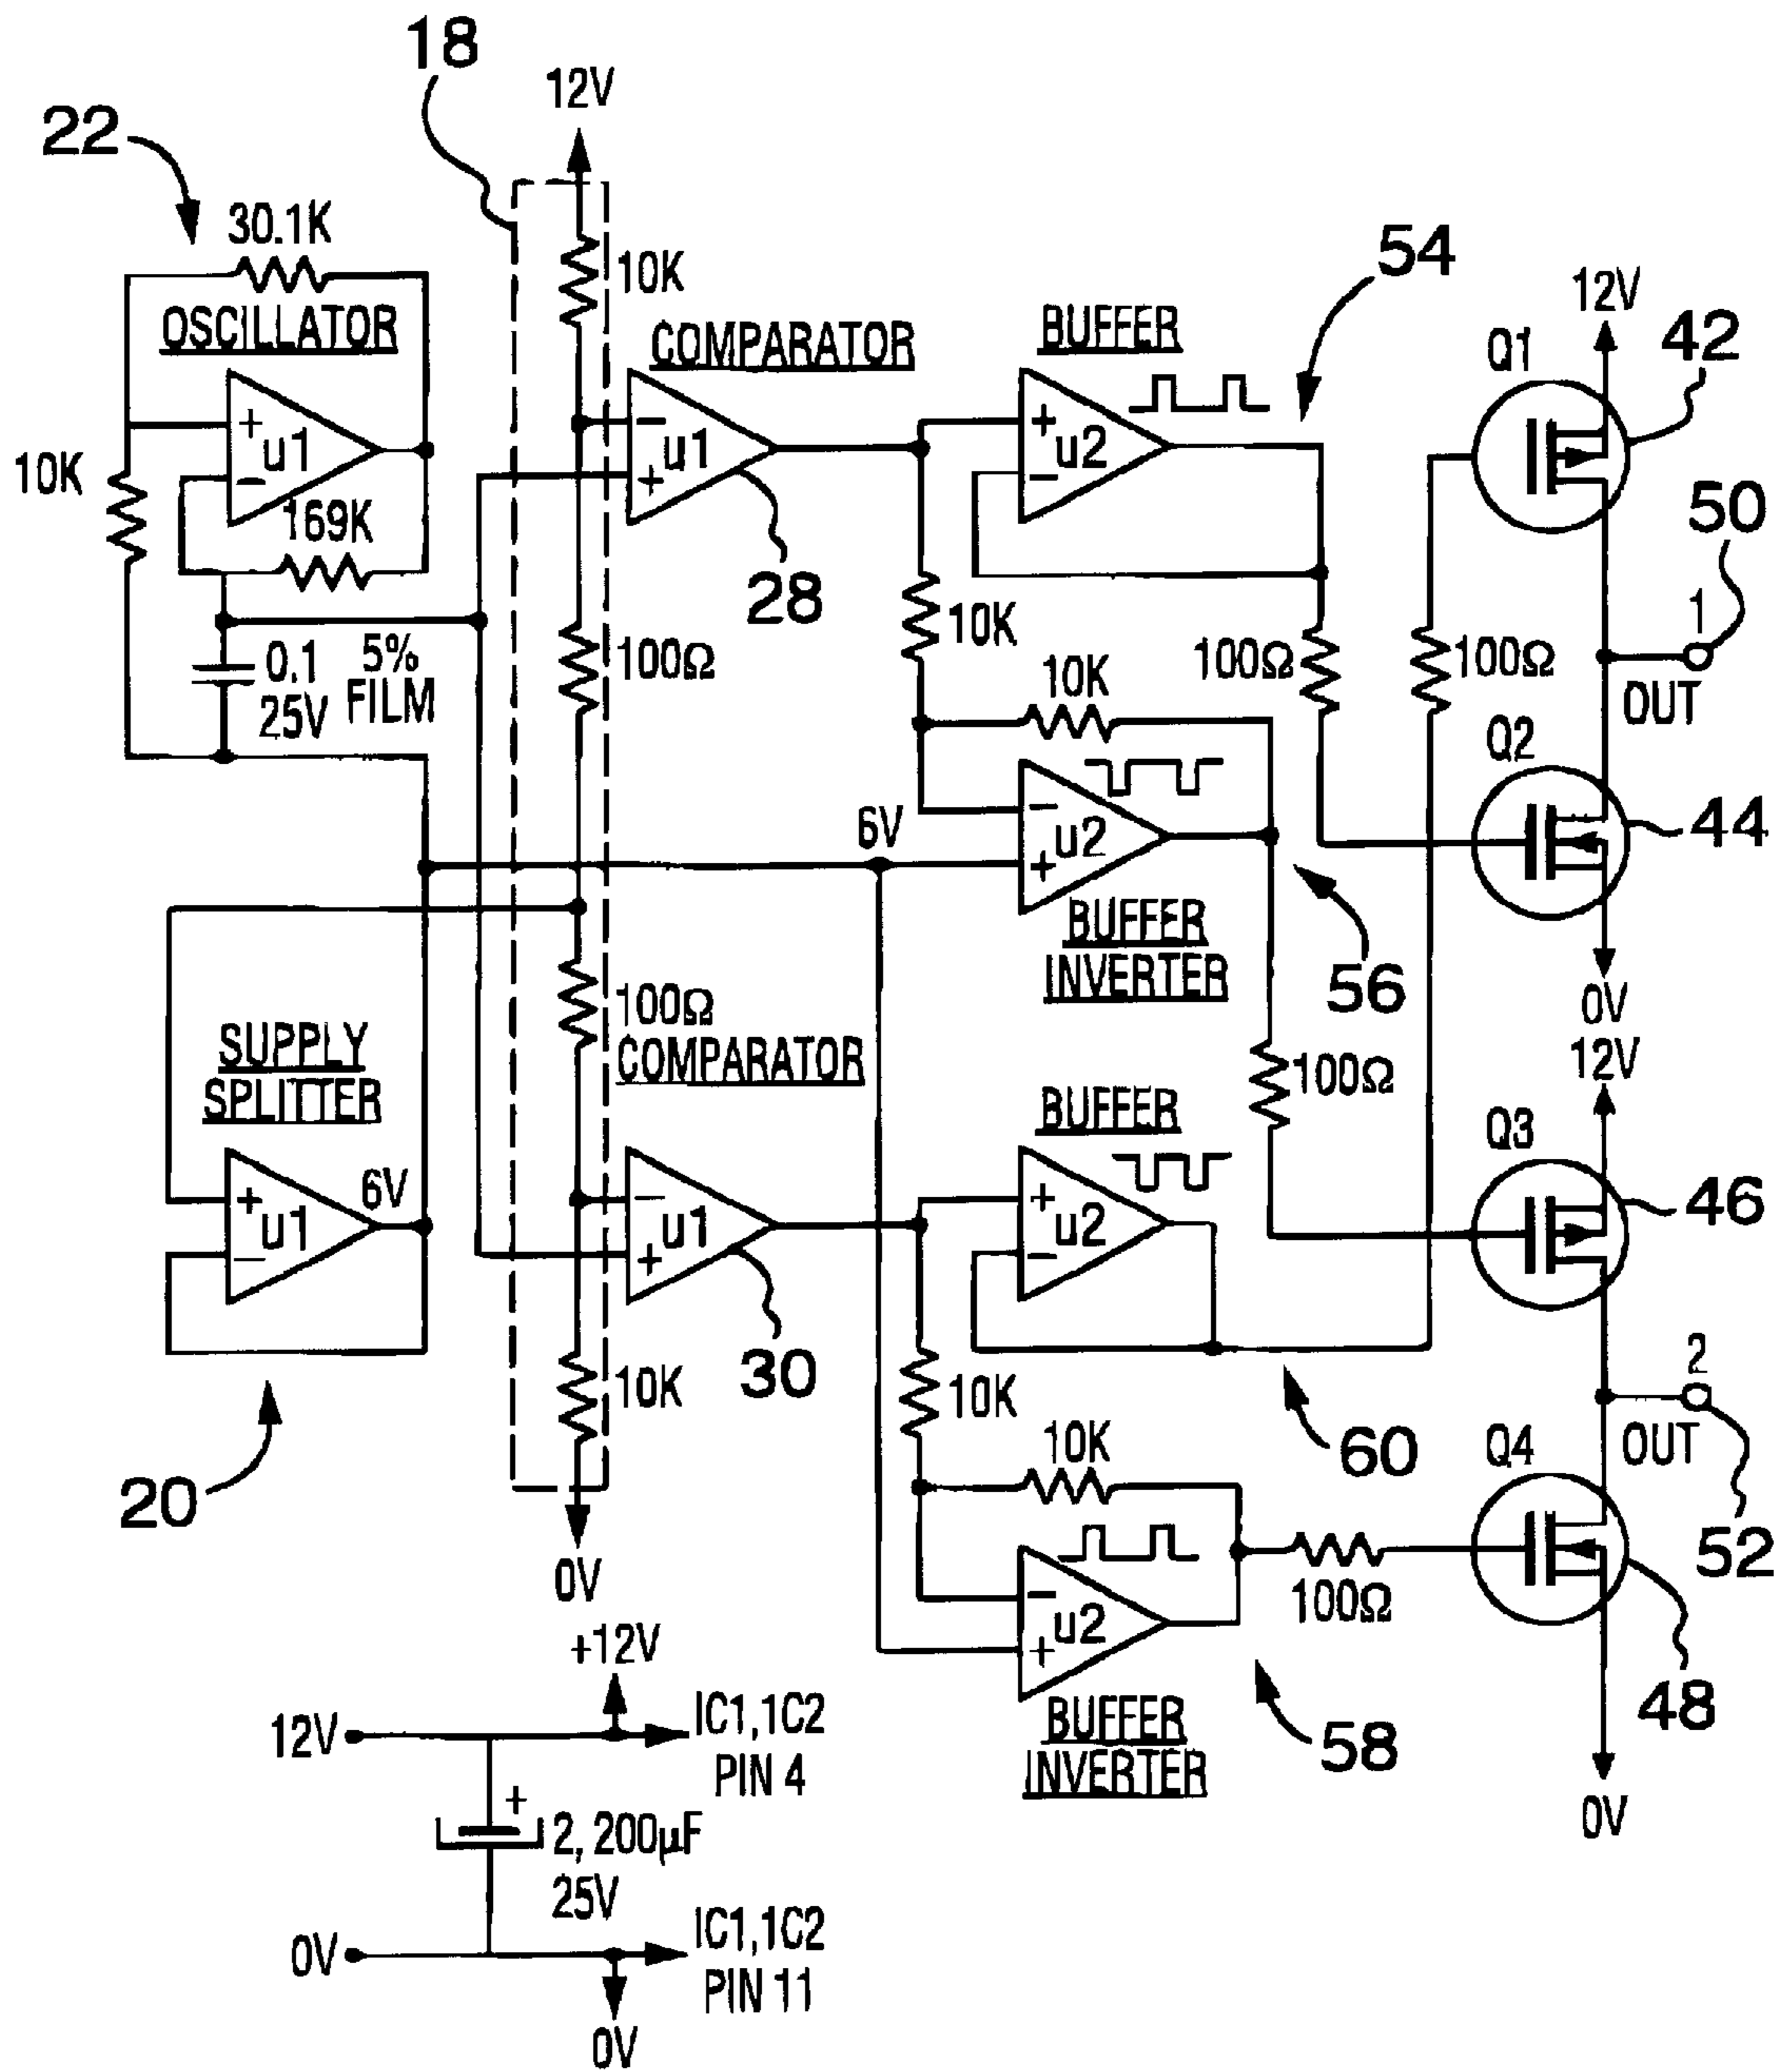 18
12V
22
30.1K
OSCILLATOR
+
u1
−
10K
169K
0.1
25V
5%
FILM
10K
COMPARATOR
−
u1
+
28
100Ω
BUFFER
+
u2
−
54
12V
Q1
42
1
50
OUT
10K
10K
100Ω
100Ω
Q2
44
0V
6V
−
u2
+
BUFFER
INVERTER
56
100Ω
100Ω
COMPARATOR
SUPPLY
SPLITTER
6V
+
u1
−
20
−
u1
+
30
10K
0V
BUFFER
+
u2
−
60
12V
Q3
46
2
OUT
52
10K
10K
−
u2
+
BUFFER
INVERTER
58
100Ω
Q4
48
0V
+12V
12V
IC1,1C2
PIN 4
+
2,200µF
25V
0V
IC1,1C2
PIN 11
0V